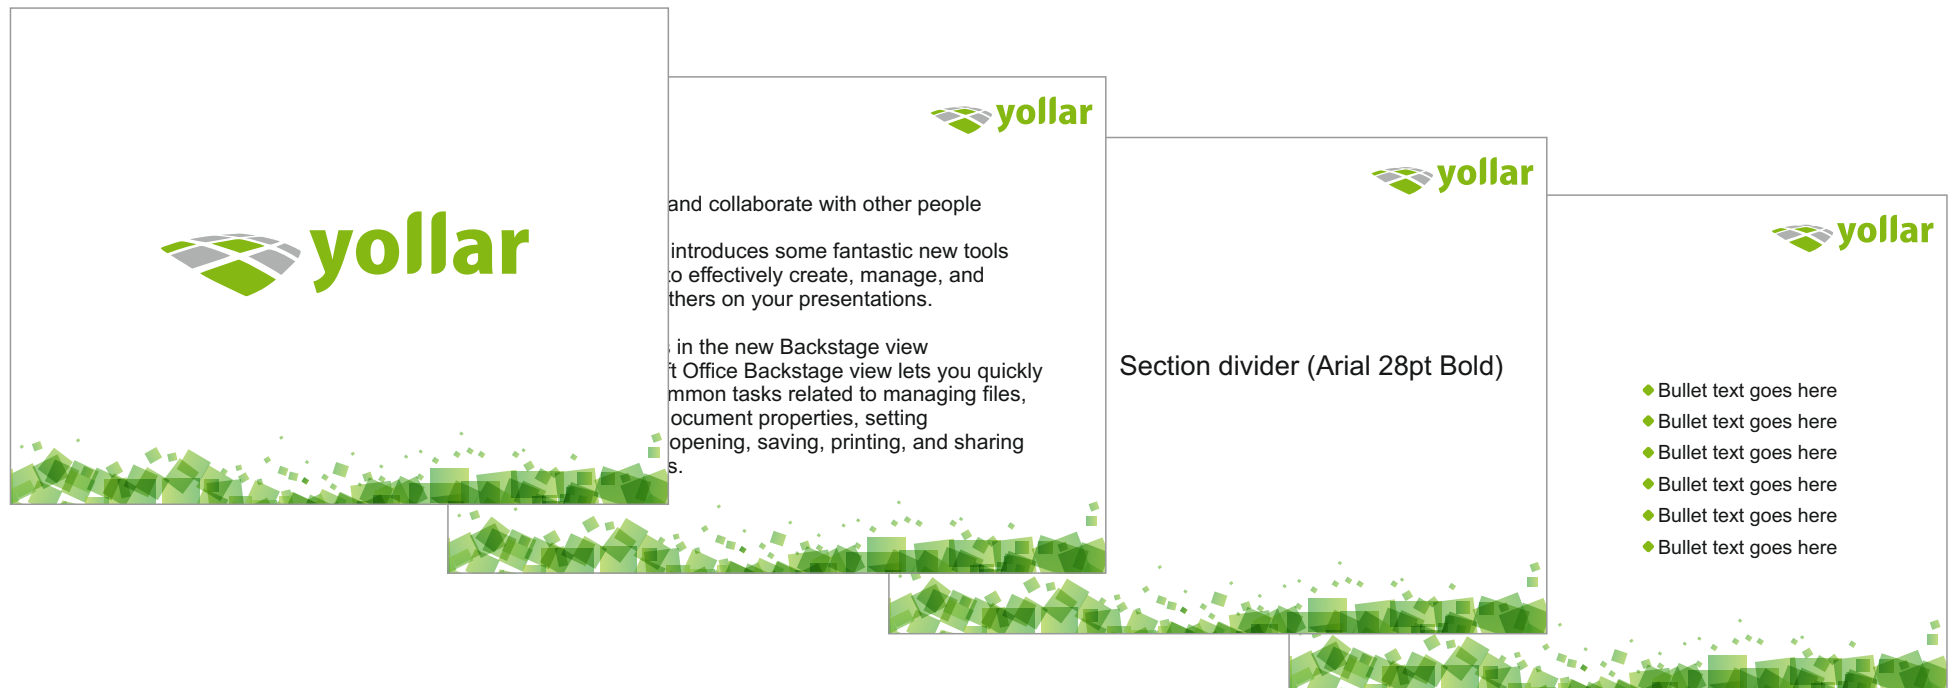 yollar
yollar
and collaborate with other people
introduces some fantastic new tools
to effectively create, manage, and
thers on your presentations.
in the new Backstage view
t Office Backstage view lets you quickly
mmon tasks related to managing files,
ocument properties, setting
opening, saving, printing, and sharing
s.
yollar
Section divider (Arial 28pt Bold)
yollar
Bullet text goes here
Bullet text goes here
Bullet text goes here
Bullet text goes here
Bullet text goes here
Bullet text goes here